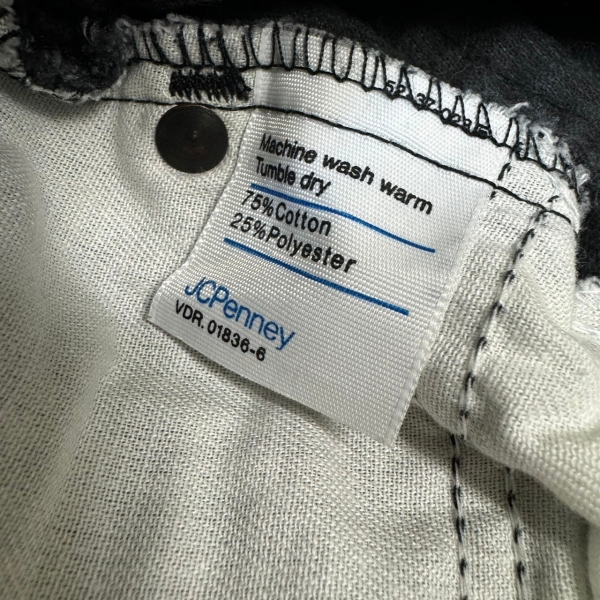 Machine wash warm
Tumble dry
75%Cotton
25%Polyester
JCPenney
VDR. 01836-6